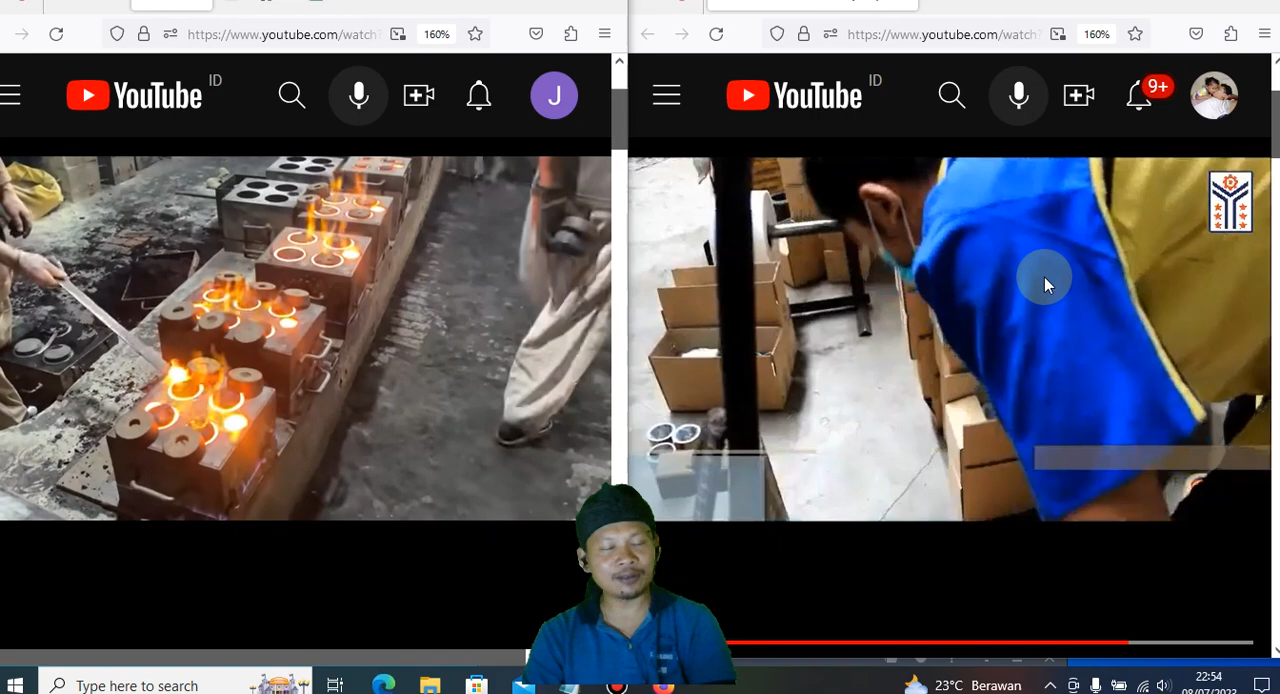 https://www.youtube.com/watch?
160%
https://www.youtube.com/watch?
160%
YouTube ID
J
YouTube ID
9+
Type here to search
23°C Berawan
22:54